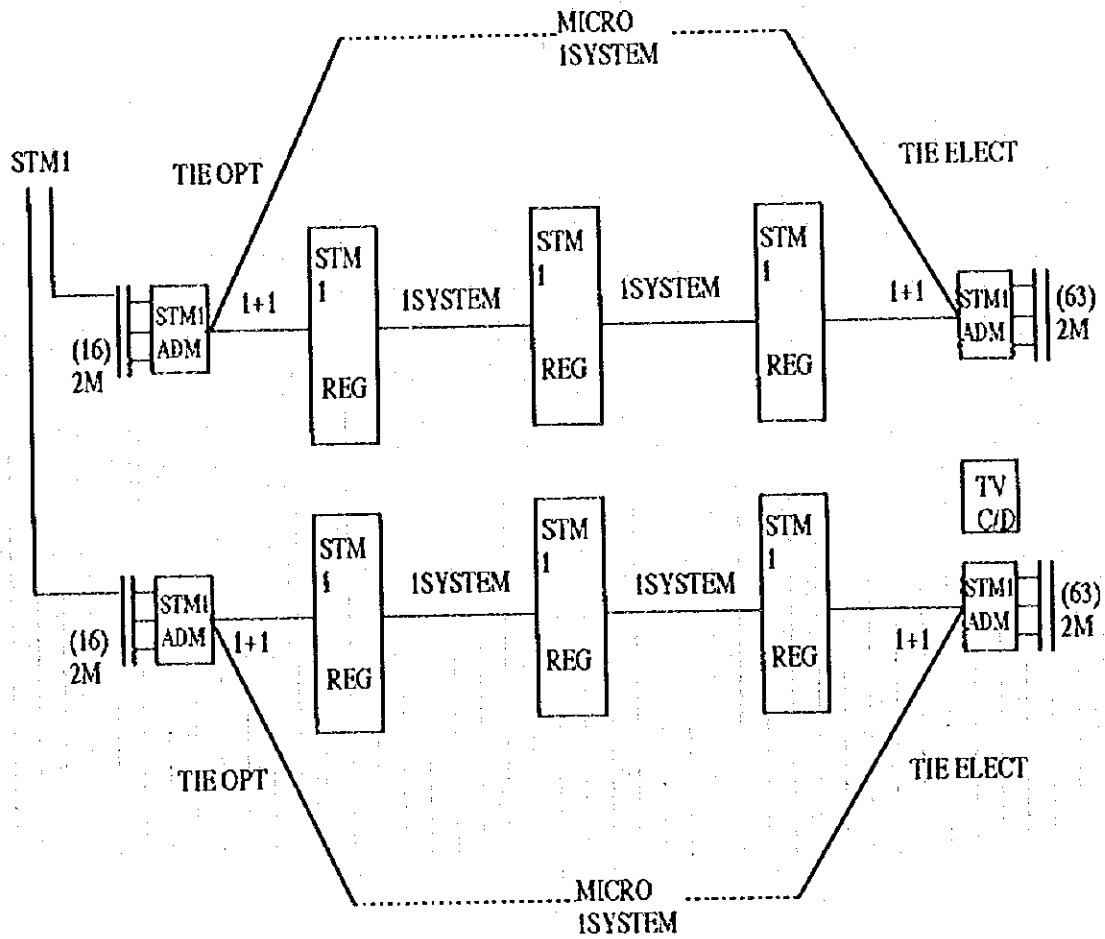 MICRO
1SYSTEM
STM1
TIE OPT
TIE ELECT
STM
1
REG
STM
1
REG
STM
1
REG
1+1
1SYSTEM
1SYSTEM
1+1
STM1
ADM
(16)
2M
STM1
ADM
(63)
2M
TV
C/D
STM
1
REG
STM
1
REG
STM
1
REG
1SYSTEM
1SYSTEM
STM1
ADM
(16)
2M
1+1
1+1
STM1
ADM
(63)
2M
TIE OPT
TIE ELECT
MICRO
1SYSTEM